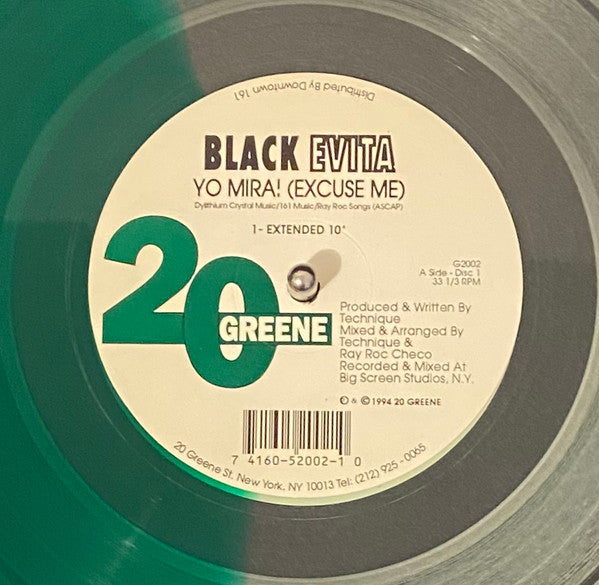 Distributed By Downtown 161
BLACK EVITA
YO MIRA! (EXCUSE ME)
Dylithium Crystal Music/161 Music/Ray Roc Songs (ASCAP)
1- EXTENDED 10"
G2002
A Side - Disc 1
33 1/3 RPM
20
GREENE
Produced & Written By
Technique
Mixed & Arranged By
Technique &
Ray Roc Checo
Recorded & Mixed At
Big Screen Studios, N.Y.
℗ & © 1994 20 GREENE
7 4160-52002-1 0
20 Greene St. New York, NY 10013 Tel: (212) 925 - 0065